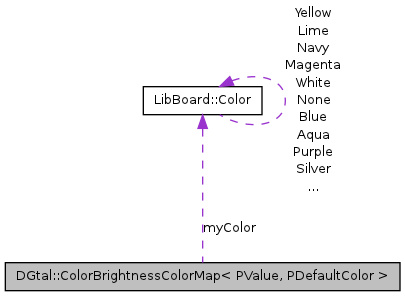 Yellow
Lime
Navy
Magenta
White
None
Blue
Aqua
Purple
Silver
...
LibBoard::Color
myColor
DGtal::ColorBrightnessColorMap< PValue, PDefaultColor >